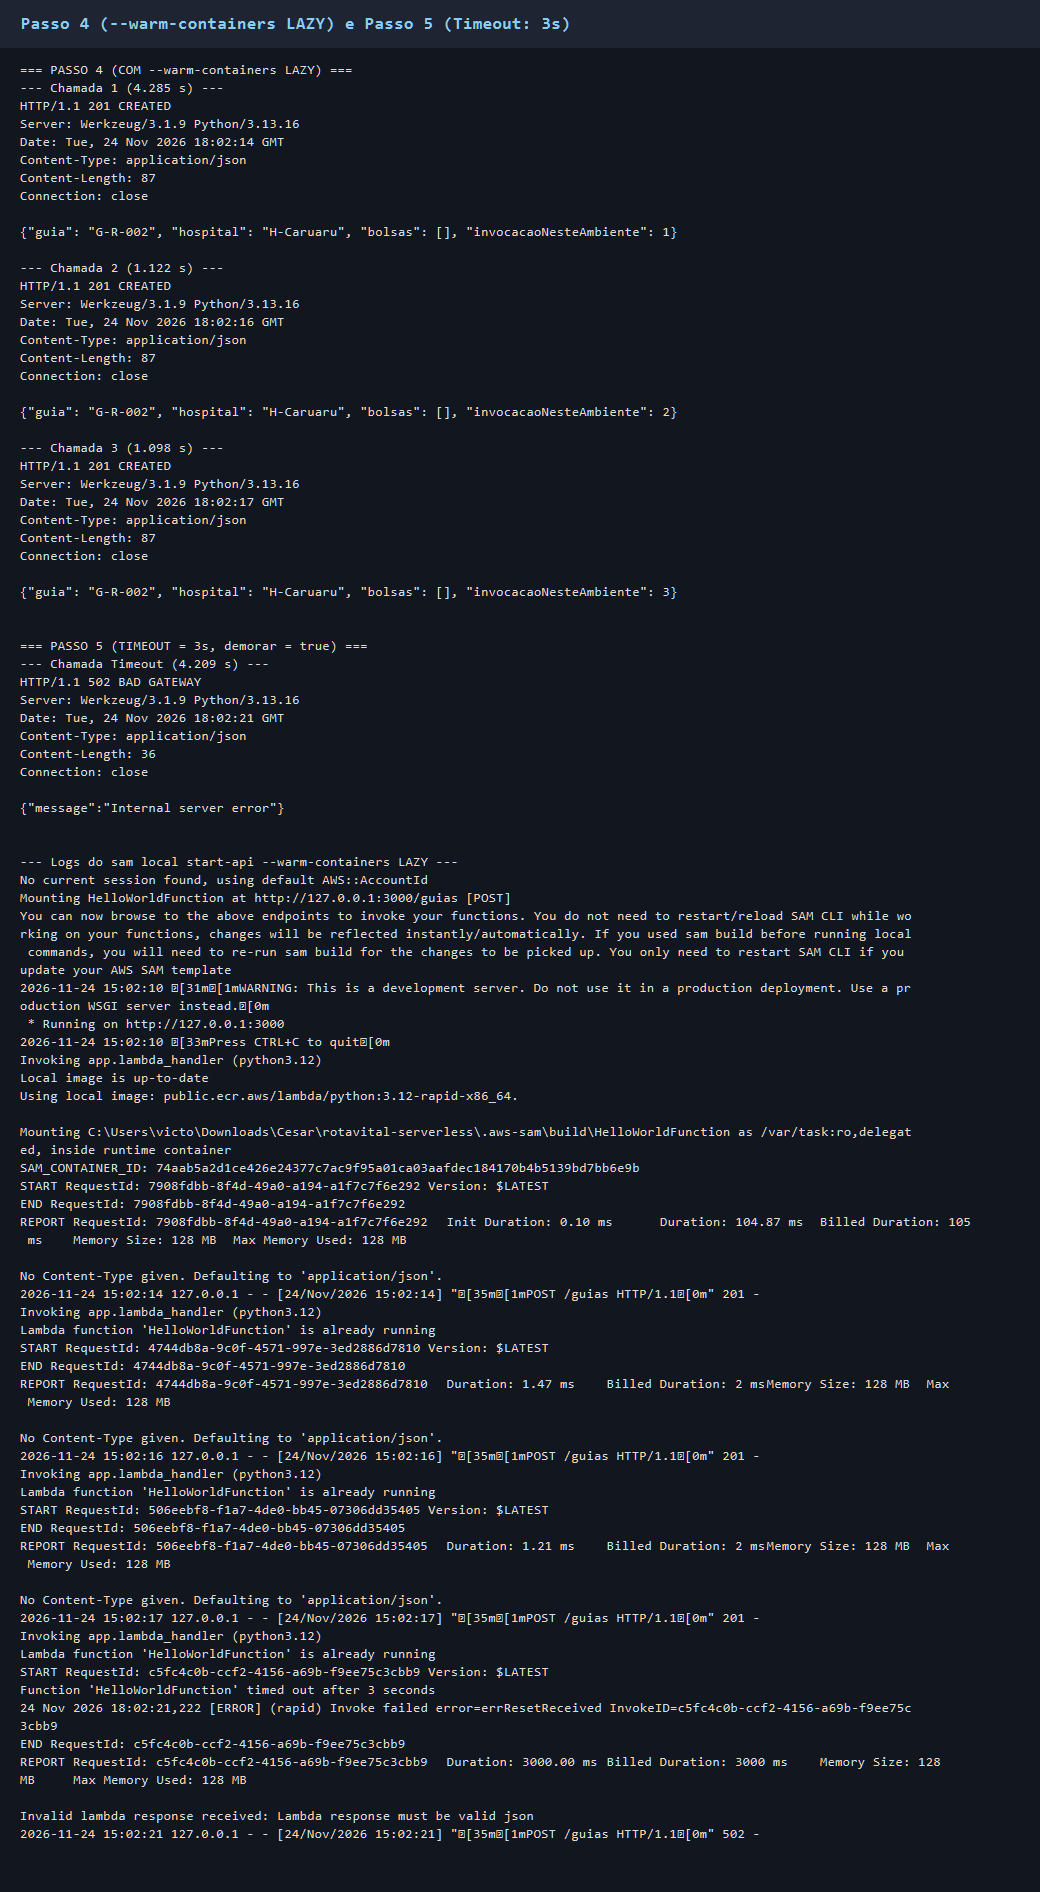 Passo 4 (--warm-containers LAZY) e Passo 5 (Timeout: 3s)
=== PASSO 4 (COM --warm-containers LAZY) ===
--- Chamada 1 (4.285 s) ---
HTTP/1.1 201 CREATED
Server: Werkzeug/3.1.9 Python/3.13.16
Date: Tue, 24 Nov 2026 18:02:14 GMT
Content-Type: application/json
Content-Length: 87
Connection: close
{"guia": "G-R-002", "hospital": "H-Caruaru", "bolsas": [], "invocacaoNesteAmbiente": 1}
--- Chamada 2 (1.122 s) ---
HTTP/1.1 201 CREATED
Server: Werkzeug/3.1.9 Python/3.13.16
Date: Tue, 24 Nov 2026 18:02:16 GMT
Content-Type: application/json
Content-Length: 87
Connection: close
{"guia": "G-R-002", "hospital": "H-Caruaru", "bolsas": [], "invocacaoNesteAmbiente": 2}
--- Chamada 3 (1.098 s) ---
HTTP/1.1 201 CREATED
Server: Werkzeug/3.1.9 Python/3.13.16
Date: Tue, 24 Nov 2026 18:02:17 GMT
Content-Type: application/json
Content-Length: 87
Connection: close
{"guia": "G-R-002", "hospital": "H-Caruaru", "bolsas": [], "invocacaoNesteAmbiente": 3}
=== PASSO 5 (TIMEOUT = 3s, demorar = true) ===
--- Chamada Timeout (4.209 s) ---
HTTP/1.1 502 BAD GATEWAY
Server: Werkzeug/3.1.9 Python/3.13.16
Date: Tue, 24 Nov 2026 18:02:21 GMT
Content-Type: application/json
Content-Length: 36
Connection: close
{"message":"Internal server error"}
--- Logs do sam local start-api --warm-containers LAZY ---
No current session found, using default AWS::AccountId
Mounting HelloWorldFunction at http://127.0.0.1:3000/guias [POST]
You can now browse to the above endpoints to invoke your functions. You do not need to restart/reload SAM CLI while wo
rking on your functions, changes will be reflected instantly/automatically. If you used sam build before running local
commands, you will need to re-run sam build for the changes to be picked up. You only need to restart SAM CLI if you
update your AWS SAM template
2026-11-24 15:02:10 [31m[1mWARNING: This is a development server. Do not use it in a production deployment. Use a pr
oduction WSGI server instead.[0m
* Running on http://127.0.0.1:3000
2026-11-24 15:02:10 [33mPress CTRL+C to quit[0m
Invoking app.lambda_handler (python3.12)
Local image is up-to-date
Using local image: public.ecr.aws/lambda/python:3.12-rapid-x86_64.
Mounting C:\Users\victo\Downloads\Cesar\rotavital-serverless\.aws-sam\build\HelloWorldFunction as /var/task:ro,delegat
ed, inside runtime container
SAM_CONTAINER_ID: 74aab5a2d1ce426e24377c7ac9f95a01ca03aafdec184170b4b5139bd7bb6e9b
START RequestId: 7908fdbb-8f4d-49a0-a194-a1f7c7f6e292 Version: $LATEST
END RequestId: 7908fdbb-8f4d-49a0-a194-a1f7c7f6e292
REPORT RequestId: 7908fdbb-8f4d-49a0-a194-a1f7c7f6e292 Init Duration: 0.10 ms Duration: 104.87 ms Billed Duration: 105
ms Memory Size: 128 MB Max Memory Used: 128 MB
No Content-Type given. Defaulting to 'application/json'.
2026-11-24 15:02:14 127.0.0.1 - - [24/Nov/2026 15:02:14] "[35m[1mPOST /guias HTTP/1.1[0m" 201 -
Invoking app.lambda_handler (python3.12)
Lambda function 'HelloWorldFunction' is already running
START RequestId: 4744db8a-9c0f-4571-997e-3ed2886d7810 Version: $LATEST
END RequestId: 4744db8a-9c0f-4571-997e-3ed2886d7810
REPORT RequestId: 4744db8a-9c0f-4571-997e-3ed2886d7810 Duration: 1.47 ms Billed Duration: 2 msMemory Size: 128 MB Max
Memory Used: 128 MB
No Content-Type given. Defaulting to 'application/json'.
2026-11-24 15:02:16 127.0.0.1 - - [24/Nov/2026 15:02:16] "[35m[1mPOST /guias HTTP/1.1[0m" 201 -
Invoking app.lambda_handler (python3.12)
Lambda function 'HelloWorldFunction' is already running
START RequestId: 506eebf8-f1a7-4de0-bb45-07306dd35405 Version: $LATEST
END RequestId: 506eebf8-f1a7-4de0-bb45-07306dd35405
REPORT RequestId: 506eebf8-f1a7-4de0-bb45-07306dd35405 Duration: 1.21 ms Billed Duration: 2 msMemory Size: 128 MB Max
Memory Used: 128 MB
No Content-Type given. Defaulting to 'application/json'.
2026-11-24 15:02:17 127.0.0.1 - - [24/Nov/2026 15:02:17] "[35m[1mPOST /guias HTTP/1.1[0m" 201 -
Invoking app.lambda_handler (python3.12)
Lambda function 'HelloWorldFunction' is already running
START RequestId: c5fc4c0b-ccf2-4156-a69b-f9ee75c3cbb9 Version: $LATEST
Function 'HelloWorldFunction' timed out after 3 seconds
24 Nov 2026 18:02:21,222 [ERROR] (rapid) Invoke failed error=errResetReceived InvokeID=c5fc4c0b-ccf2-4156-a69b-f9ee75c
3cbb9
END RequestId: c5fc4c0b-ccf2-4156-a69b-f9ee75c3cbb9
REPORT RequestId: c5fc4c0b-ccf2-4156-a69b-f9ee75c3cbb9 Duration: 3000.00 ms Billed Duration: 3000 ms Memory Size: 128
MB Max Memory Used: 128 MB
Invalid lambda response received: Lambda response must be valid json
2026-11-24 15:02:21 127.0.0.1 - - [24/Nov/2026 15:02:21] "[35m[1mPOST /guias HTTP/1.1[0m" 502 -